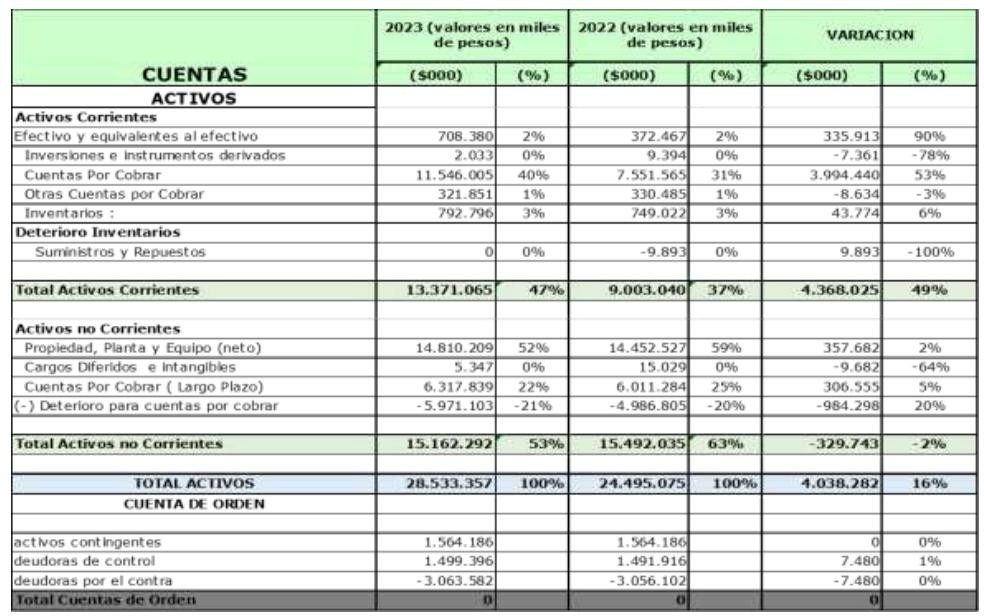 2023 (valores en miles de pesos) 2022 (valores en miles de pesos) VARIACION
CUENTAS ($000) (%) ($000) (%) ($000) (%)
ACTIVOS
Activos Corrientes
Efectivo y equivalentes al efectivo 708.380 2% 372.467 2% 335.913 90%
Inversiones e instrumentos derivados 2.033 0% 9.394 0% -7.361 -78%
Cuentas Por Cobrar 11.546.005 40% 7.551.565 31% 3.994.440 53%
Otras Cuentas por Cobrar 321.851 1% 330.485 1% -8.634 -3%
Inventarios : 792.796 3% 749.022 3% 43.774 6%
Deterioro Inventarios
Suministros y Repuestos 0 0% -9.893 0% 9.893 -100%
Total Activos Corrientes 13.371.065 47% 9.003.040 37% 4.368.025 49%
Activos no Corrientes
Propiedad, Planta y Equipo (neto) 14.810.209 52% 14.452.527 59% 357.682 2%
Cargos Diferidos e intangibles 5.347 0% 15.029 0% -9.682 -64%
Cuentas Por Cobrar ( Largo Plazo) 6.317.839 22% 6.011.284 25% 306.555 5%
(-) Deterioro para cuentas por cobrar -5.971.103 -21% -4.986.805 -20% -984.298 20%
Total Activos no Corrientes 15.162.292 53% 15.492.035 63% -329.743 -2%
TOTAL ACTIVOS 28.533.357 100% 24.495.075 100% 4.038.282 16%
CUENTA DE ORDEN
activos contingentes 1.564.186 1.564.186 0 0%
deudoras de control 1.499.396 1.491.916 7.480 1%
deudoras por el contra -3.063.582 -3.056.102 -7.480 0%
Total Cuentas de Orden 0 0 0